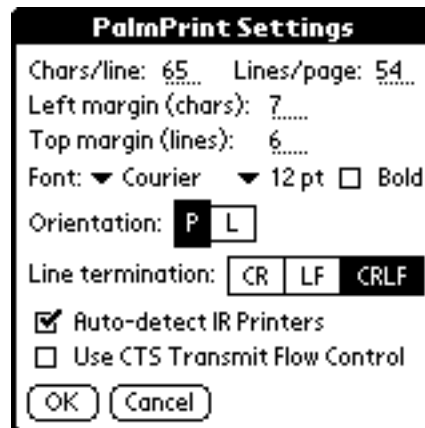 PalmPrint Settings
Chars/line: 65 Lines/page: 54
Left margin (chars): 7
Top margin (lines): 6
Font: Courier 12 pt Bold
Orientation: P L
Line termination: CR LF CRLF
Auto-detect IR Printers
Use CTS Transmit Flow Control
OK Cancel